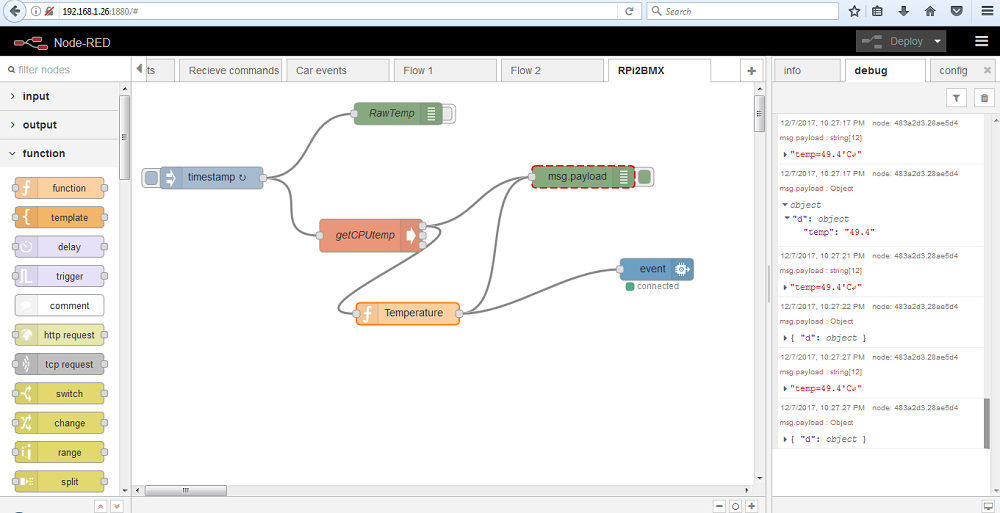 192.168.1.26:1880/#
Search
Node-RED
Deploy
filter nodes
rts
Recieve commands
Car events
Flow 1
Flow 2
RPi2BMX
info
debug
config
input
output
function
function
template
delay
trigger
comment
http request
tcp request
switch
change
range
split
RawTemp
timestamp ↻
msg.payload
getCPUtemp
event
connected
Temperature
12/7/2017, 10:27:17 PM node: 483a2d3.28ae5d4
msg.payload : string[12]
"temp=49.4'C↵"
12/7/2017, 10:27:17 PM node: 483a2d3.28ae5d4
msg.payload : Object
object
"d": object
"temp": "49.4"
12/7/2017, 10:27:21 PM node: 483a2d3.28ae5d4
msg.payload : string[12]
"temp=49.4'C↵"
12/7/2017, 10:27:22 PM node: 483a2d3.28ae5d4
msg.payload : Object
{ "d": object }
12/7/2017, 10:27:27 PM node: 483a2d3.28ae5d4
msg.payload : string[12]
"temp=49.4'C↵"
12/7/2017, 10:27:27 PM node: 483a2d3.28ae5d4
msg.payload : Object
{ "d": object }